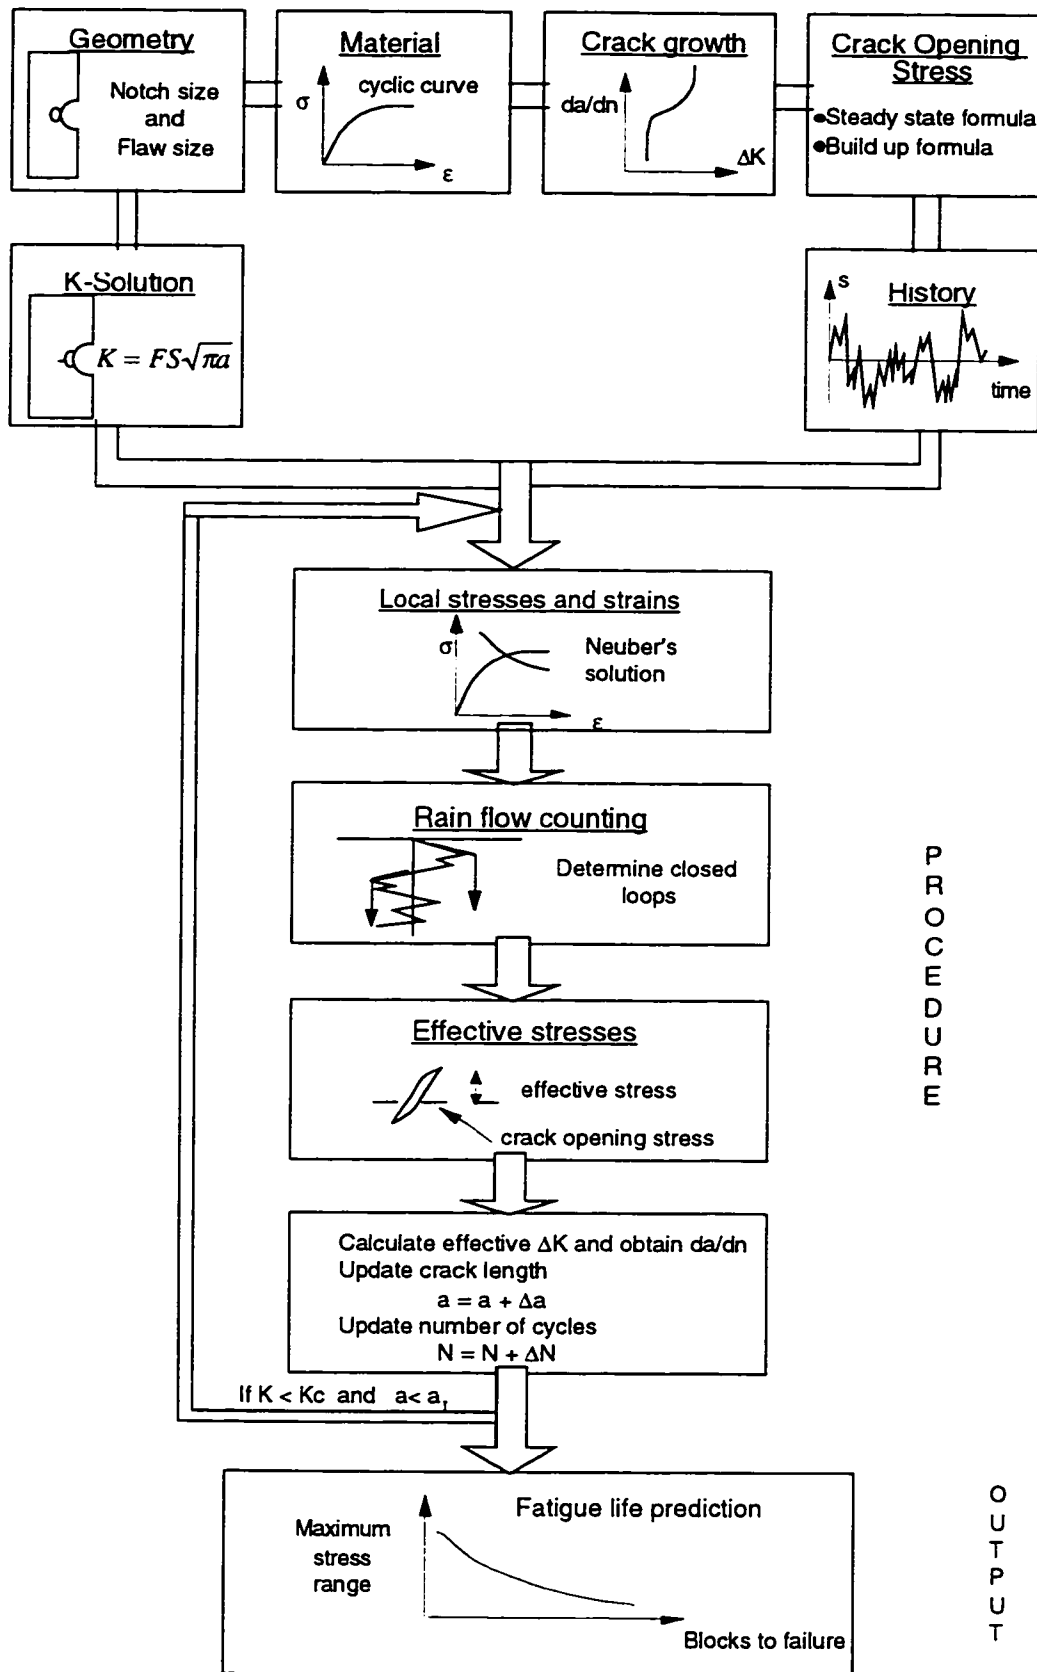 Geometry
Notch size
and
Flaw size
Material
σ
cyclic curve
ε
Crack growth
da/dn
ΔK
Crack Opening
Stress
●Steady state formula
●Build up formula
K-Solution
K = FS√πa
History
s
time
Local stresses and strains
σ
Neuber's
solution
ε
Rain flow counting
Determine closed
loops
Effective stresses
effective stress
crack opening stress
Calculate effective ΔK and obtain da/dn
Update crack length
a = a + Δa
Update number of cycles
N = N + ΔN
If K < Kc and a< a
PROCEDURE
Fatigue life prediction
Maximum
stress
range
Blocks to failure
OUTPUT